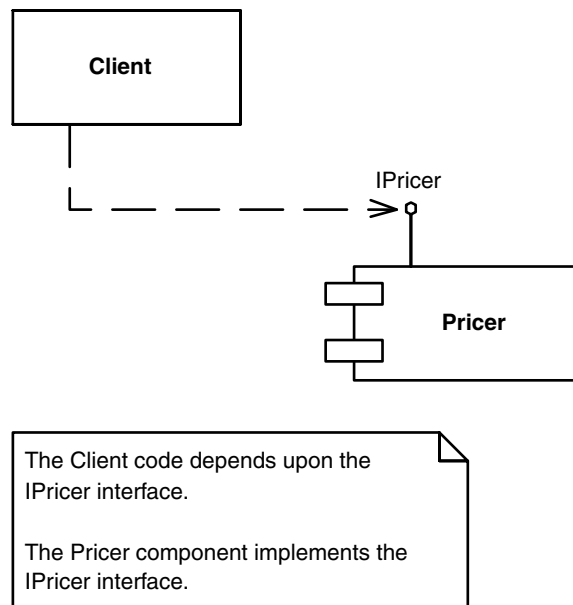 Client
IPricer
Pricer
The Client code depends upon the
IPricer interface.
The Pricer component implements the
IPricer interface.